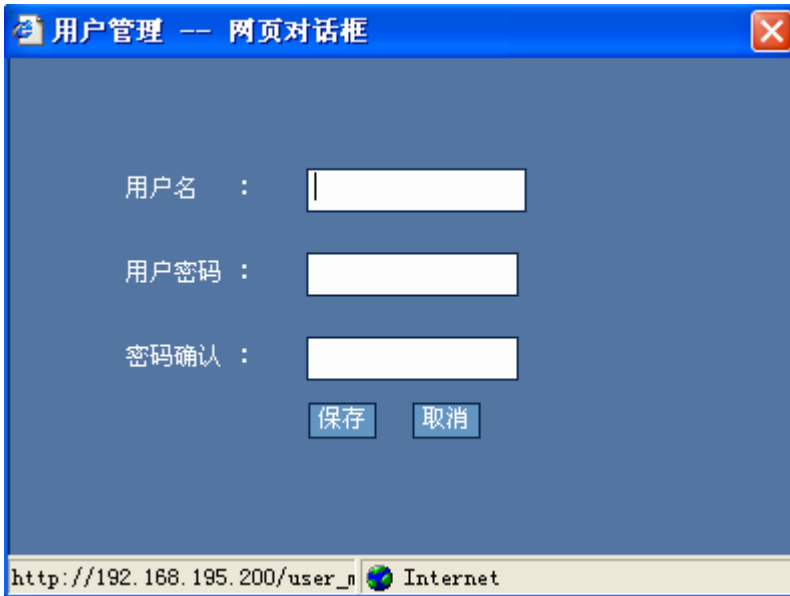 用户管理 -- 网页对话框
用户名 :
用户密码 :
密码确认 :
保存 取消
http://192.168.195.200/user_m Internet